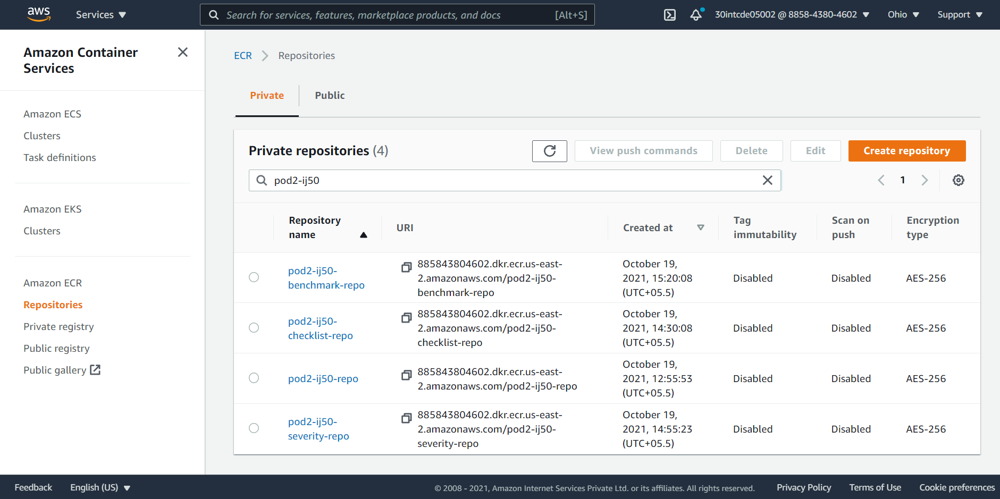 aws
Services
Search for services, features, marketplace products, and docs
[Alt+S]
30intcde05002 @ 8858-4380-4602
Ohio
Support
Amazon Container
Services
Amazon ECS
Clusters
Task definitions
Amazon EKS
Clusters
Amazon ECR
Repositories
Private registry
Public registry
Public gallery
ECR
Repositories
Private
Public
Private repositories (4)
View push commands
Delete
Edit
Create repository
pod2-ij50
1
Repository
name
URI
Created at
Tag
immutability
Scan on
push
Encryption
type
pod2-ij50-
benchmark-repo
885843804602.dkr.ecr.us-east-
2.amazonaws.com/pod2-ij50-
benchmark-repo
October 19,
2021, 15:20:08
(UTC+05.5)
Disabled
Disabled
AES-256
pod2-ij50-
checklist-repo
885843804602.dkr.ecr.us-east-
2.amazonaws.com/pod2-ij50-
checklist-repo
October 19,
2021, 14:30:08
(UTC+05.5)
Disabled
Disabled
AES-256
pod2-ij50-repo
885843804602.dkr.ecr.us-east-
2.amazonaws.com/pod2-ij50-repo
October 19,
2021, 12:55:53
(UTC+05.5)
Disabled
Disabled
AES-256
pod2-ij50-
severity-repo
885843804602.dkr.ecr.us-east-
2.amazonaws.com/pod2-ij50-
severity-repo
October 19,
2021, 14:55:23
(UTC+05.5)
Disabled
Disabled
AES-256
Feedback
English (US)
© 2008 - 2021, Amazon Internet Services Private Ltd. or its affiliates. All rights reserved.
Privacy Policy
Terms of Use
Cookie preferences